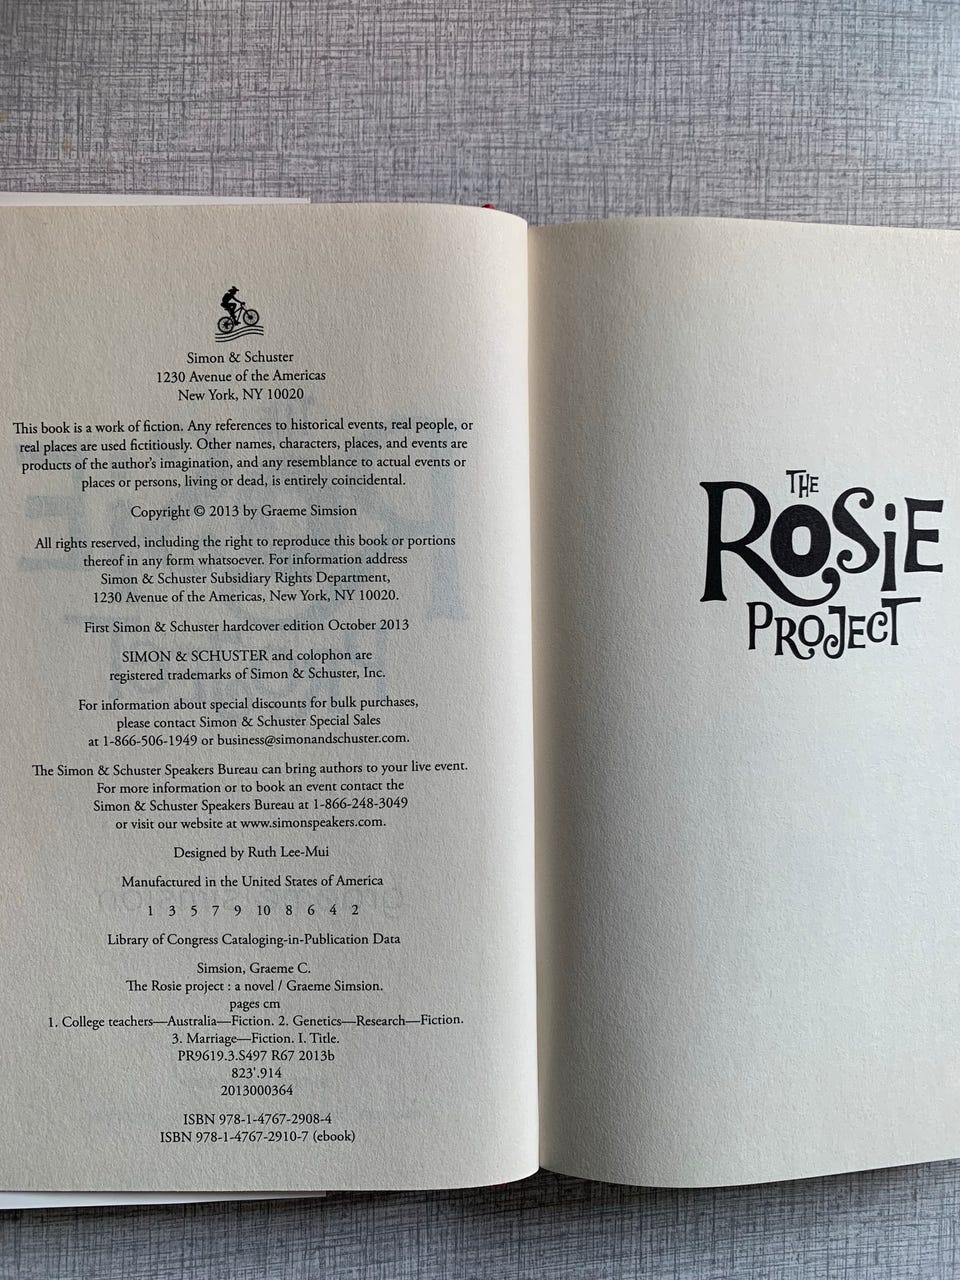 Simon & Schuster
1230 Avenue of the Americas
New York, NY 10020
This book is a work of fiction. Any references to historical events, real people, or
real places are used fictitiously. Other names, characters, places, and events are
products of the author's imagination, and any resemblance to actual events or
places or persons, living or dead, is entirely coincidental.
Copyright © 2013 by Graeme Simsion
All rights reserved, including the right to reproduce this book or portions
thereof in any form whatsoever. For information address
Simon & Schuster Subsidiary Rights Department,
1230 Avenue of the Americas, New York, NY 10020.
First Simon & Schuster hardcover edition October 2013
SIMON & SCHUSTER and colophon are
registered trademarks of Simon & Schuster, Inc.
For information about special discounts for bulk purchases,
please contact Simon & Schuster Special Sales
at 1-866-506-1949 or business@simonandschuster.com.
The Simon & Schuster Speakers Bureau can bring authors to your live event.
For more information or to book an event contact the
Simon & Schuster Speakers Bureau at 1-866-248-3049
or visit our website at www.simonspeakers.com.
Designed by Ruth Lee-Mui
Manufactured in the United States of America
1 3 5 7 9 10 8 6 4 2
Library of Congress Cataloging-in-Publication Data
Simsion, Graeme C.
The Rosie project : a novel / Graeme Simsion.
pages cm
1. College teachers—Australia—Fiction. 2. Genetics—Research—Fiction.
3. Marriage—Fiction. I. Title.
PR9619.3.S497 R67 2013b
823'.914
2013000364
ISBN 978-1-4767-2908-4
ISBN 978-1-4767-2910-7 (ebook)
THE
ROSiE
PROJECT